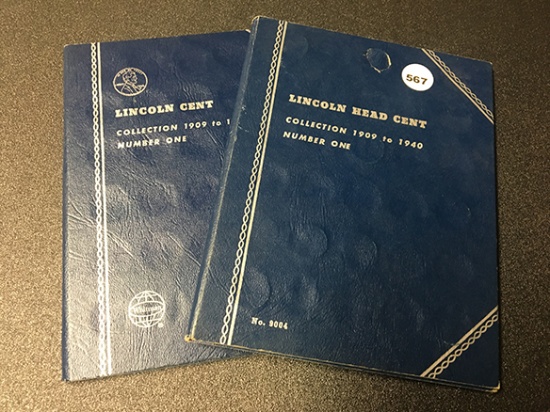 LINCOLN CENT
COLLECTION 1909 to 1
NUMBER ONE
Whitman
567
LINCOLN HEAD CENT
COLLECTION 1909 to 1940
NUMBER ONE
No. 9004